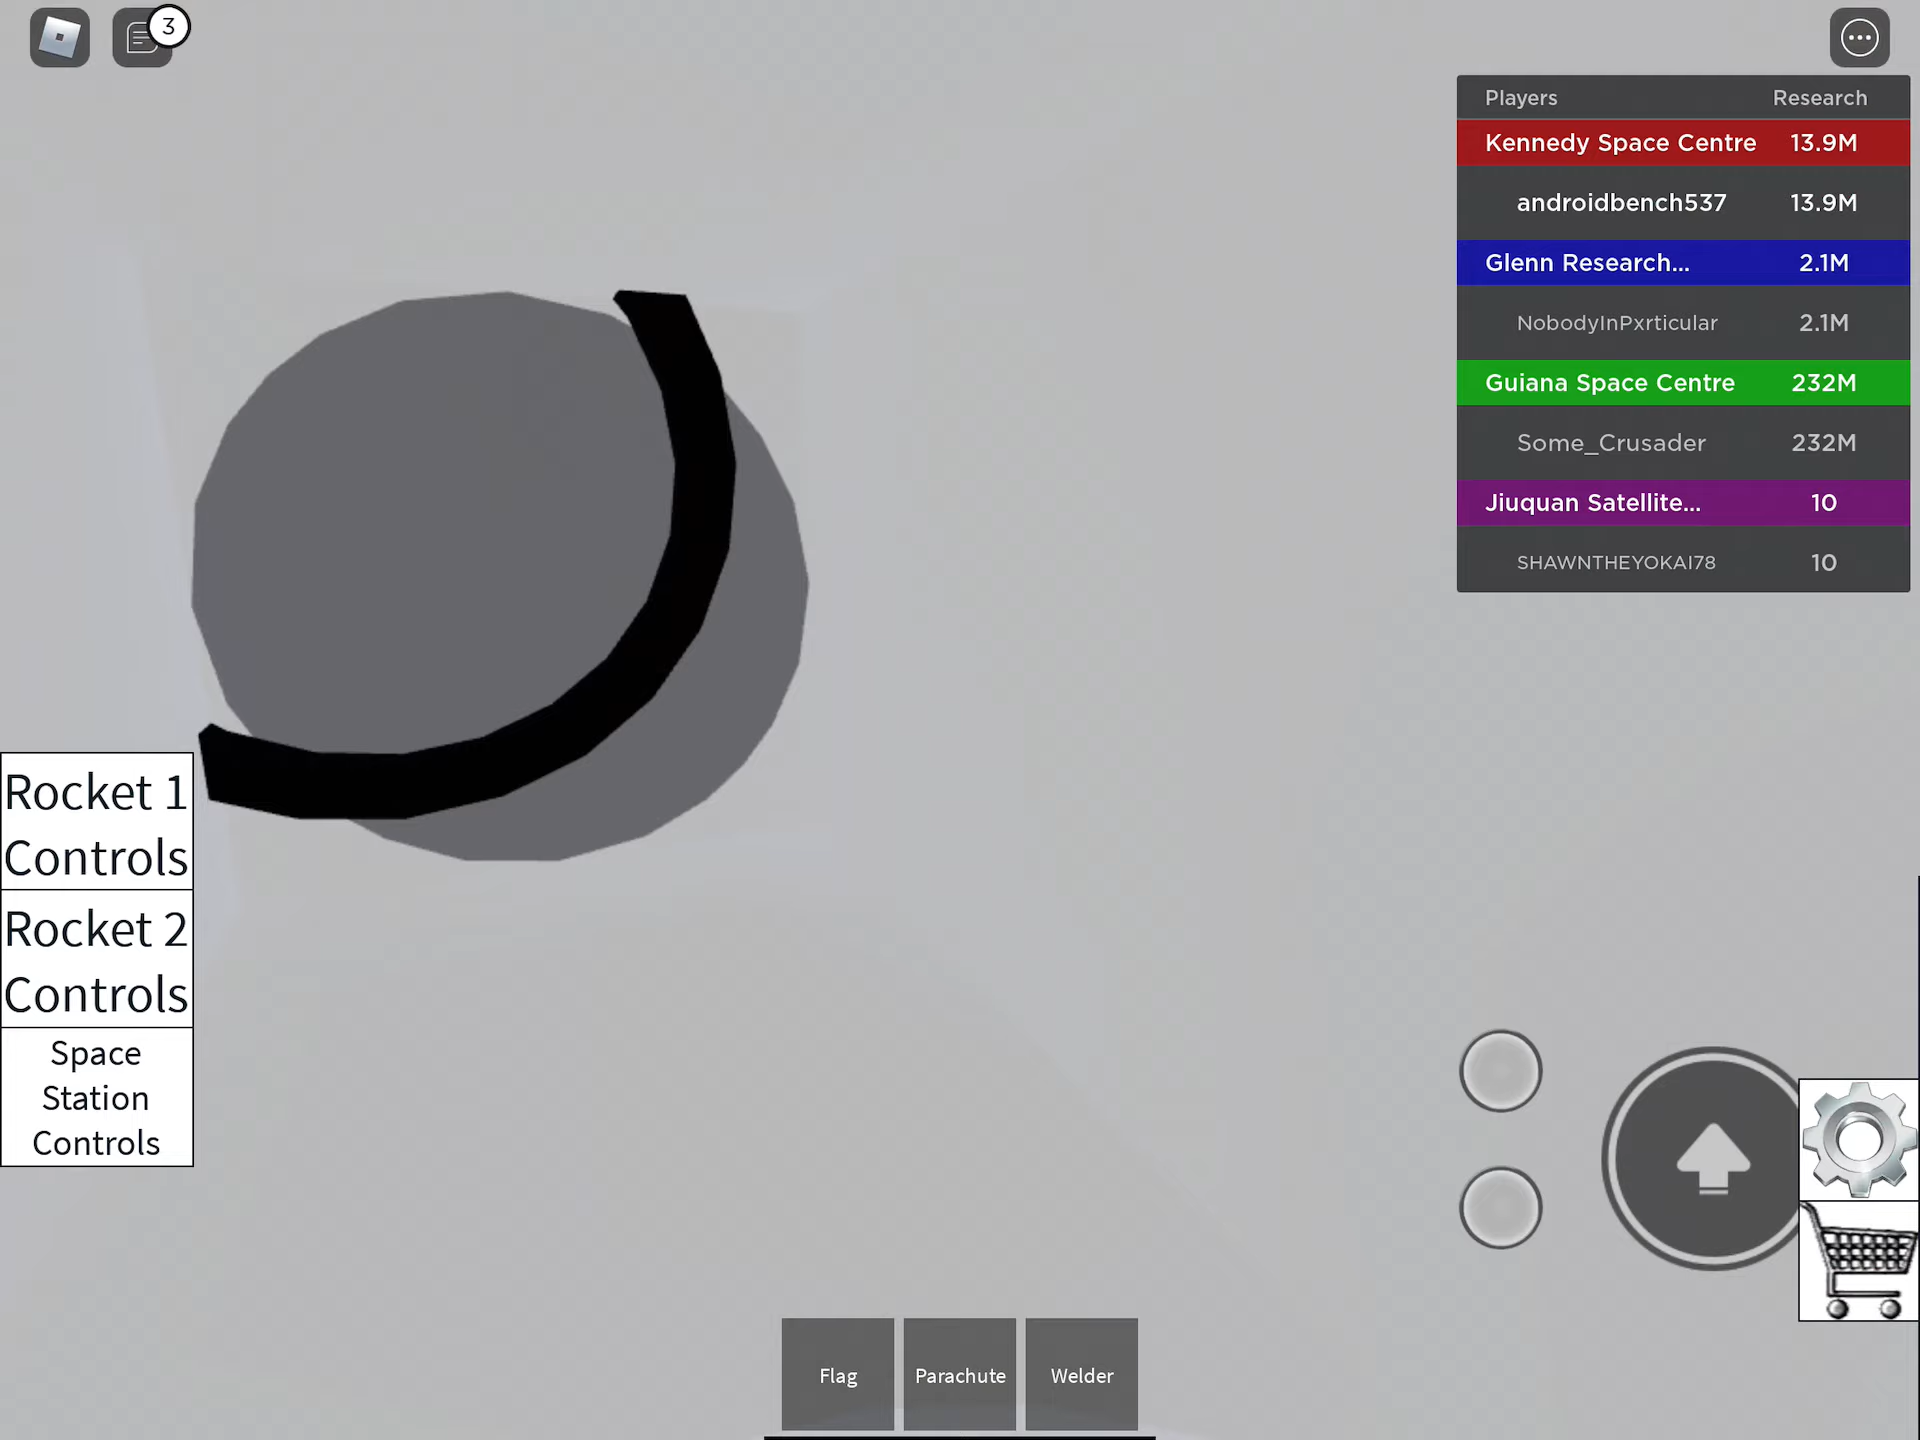 3
Players Research
Kennedy Space Centre 13.9M
androidbench537 13.9M
Glenn Research... 2.1M
NobodyInPxrticular 2.1M
Guiana Space Centre 232M
Some_Crusader 232M
Jiuquan Satellite... 10
SHAWNTHEYOKAI78 10
Rocket 1
Controls
Rocket 2
Controls
Space
Station
Controls
Flag Parachute Welder